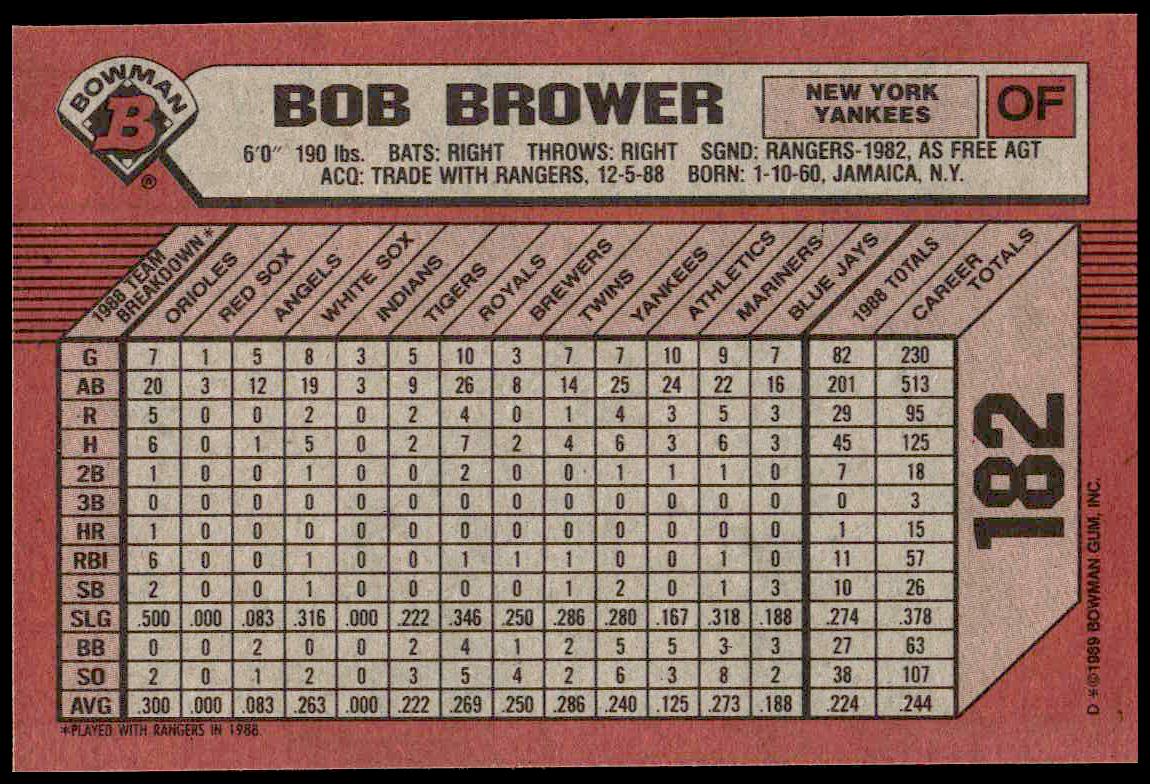 BOWMAN
B
®
BOB BROWER
NEW YORK
YANKEES
OF
6'0" 190 lbs. BATS: RIGHT THROWS: RIGHT SGND: RANGERS-1982, AS FREE AGT
ACQ: TRADE WITH RANGERS, 12-5-88 BORN: 1-10-60, JAMAICA, N.Y.
1988 TEAM BREAKDOWN* ORIOLES RED SOX ANGELS WHITE SOX INDIANS TIGERS ROYALS BREWERS TWINS YANKEES ATHLETICS MARINERS BLUE JAYS 1988 TOTALS CAREER TOTALS
G 7 1 5 8 3 5 10 3 7 7 10 9 7 82 230
AB 20 3 12 19 3 9 26 8 14 25 24 22 16 201 513
R 5 0 0 2 0 2 4 0 1 4 3 5 3 29 95
H 6 0 1 5 0 2 7 2 4 6 3 6 3 45 125
2B 1 0 0 1 0 0 2 0 0 1 1 1 0 7 18
3B 0 0 0 0 0 0 0 0 0 0 0 0 0 0 3
HR 1 0 0 0 0 0 0 0 0 0 0 0 0 1 15
RBI 6 0 0 1 0 0 1 1 1 0 0 1 0 11 57
SB 2 0 0 1 0 0 0 0 1 2 0 1 3 10 26
SLG .500 .000 .083 .316 .000 .222 .346 .250 .286 .280 .167 .318 .188 .274 .378
BB 0 0 2 0 0 2 4 1 2 5 5 3 3 27 63
SO 2 0 1 2 0 3 5 4 2 6 3 8 2 38 107
AVG .300 .000 .083 .263 .000 .222 .269 .250 .286 .240 .125 .273 .188 .224 .244
*PLAYED WITH RANGERS IN 1988.
182
D *©1989 BOWMAN GUM, INC.